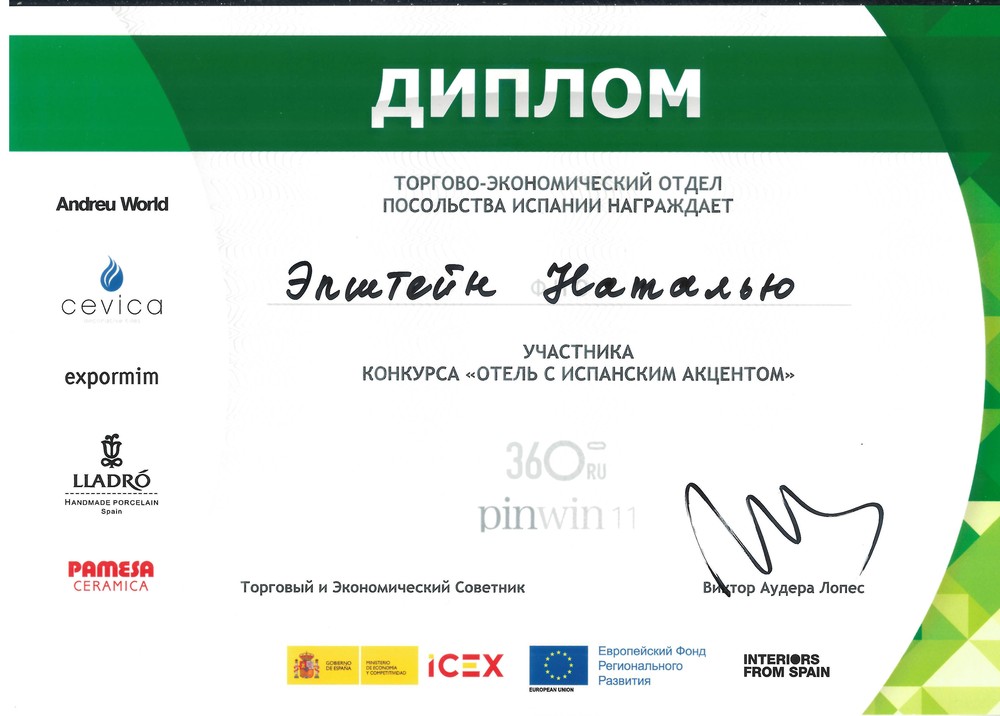 ДИПЛОМ
ТОРГОВО-ЭКОНОМИЧЕСКИЙ ОТДЕЛ
ПОСОЛЬСТВА ИСПАНИИ НАГРАЖДАЕТ
Эпштейн Наталью
УЧАСТНИКА
КОНКУРСА «ОТЕЛЬ С ИСПАНСКИМ АКЦЕНТОМ»
Andreu World
cevica
expormim
LLADRÓ
HANDMADE PORCELAIN
Spain
PAMESA
CERAMICA
360 RU
pinwin 11
Торговый и Экономический Советник
Виктор Аудера Лопес
GOBIERNO
DE ESPAÑA
MINISTERIO
DE ECONOMÍA
Y COMPETITIVIDAD
ICEX
EUROPEAN UNION
Европейский Фонд
Регионального
Развития
INTERIORS
FROM SPAIN